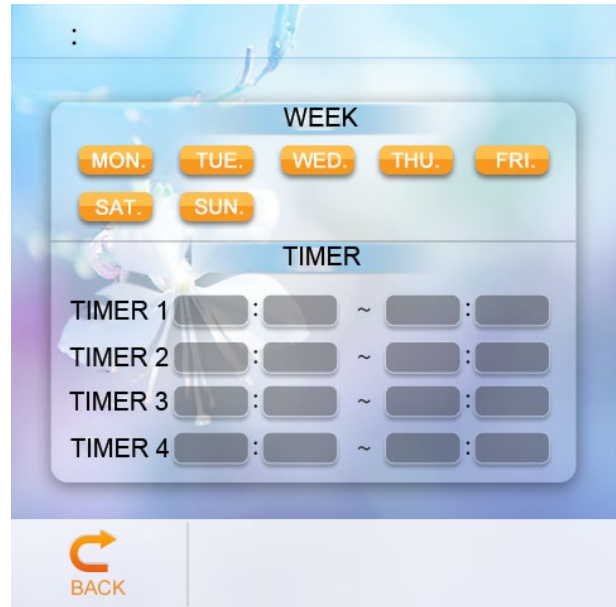 :
WEEK
MON. TUE. WED. THU. FRI.
SAT. SUN.
TIMER
TIMER 1 : ~ :
TIMER 2 : ~ :
TIMER 3 : ~ :
TIMER 4 : ~ :
BACK